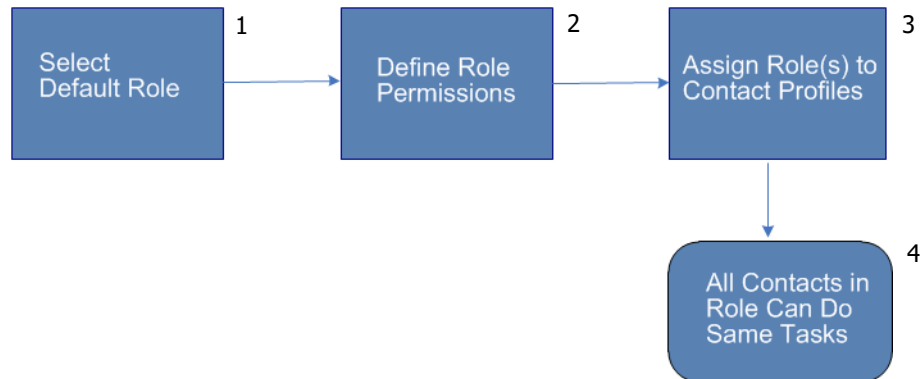 1
Select
Default Role
2
Define Role
Permissions
3
Assign Role(s) to
Contact Profiles
4
All Contacts in
Role Can Do
Same Tasks